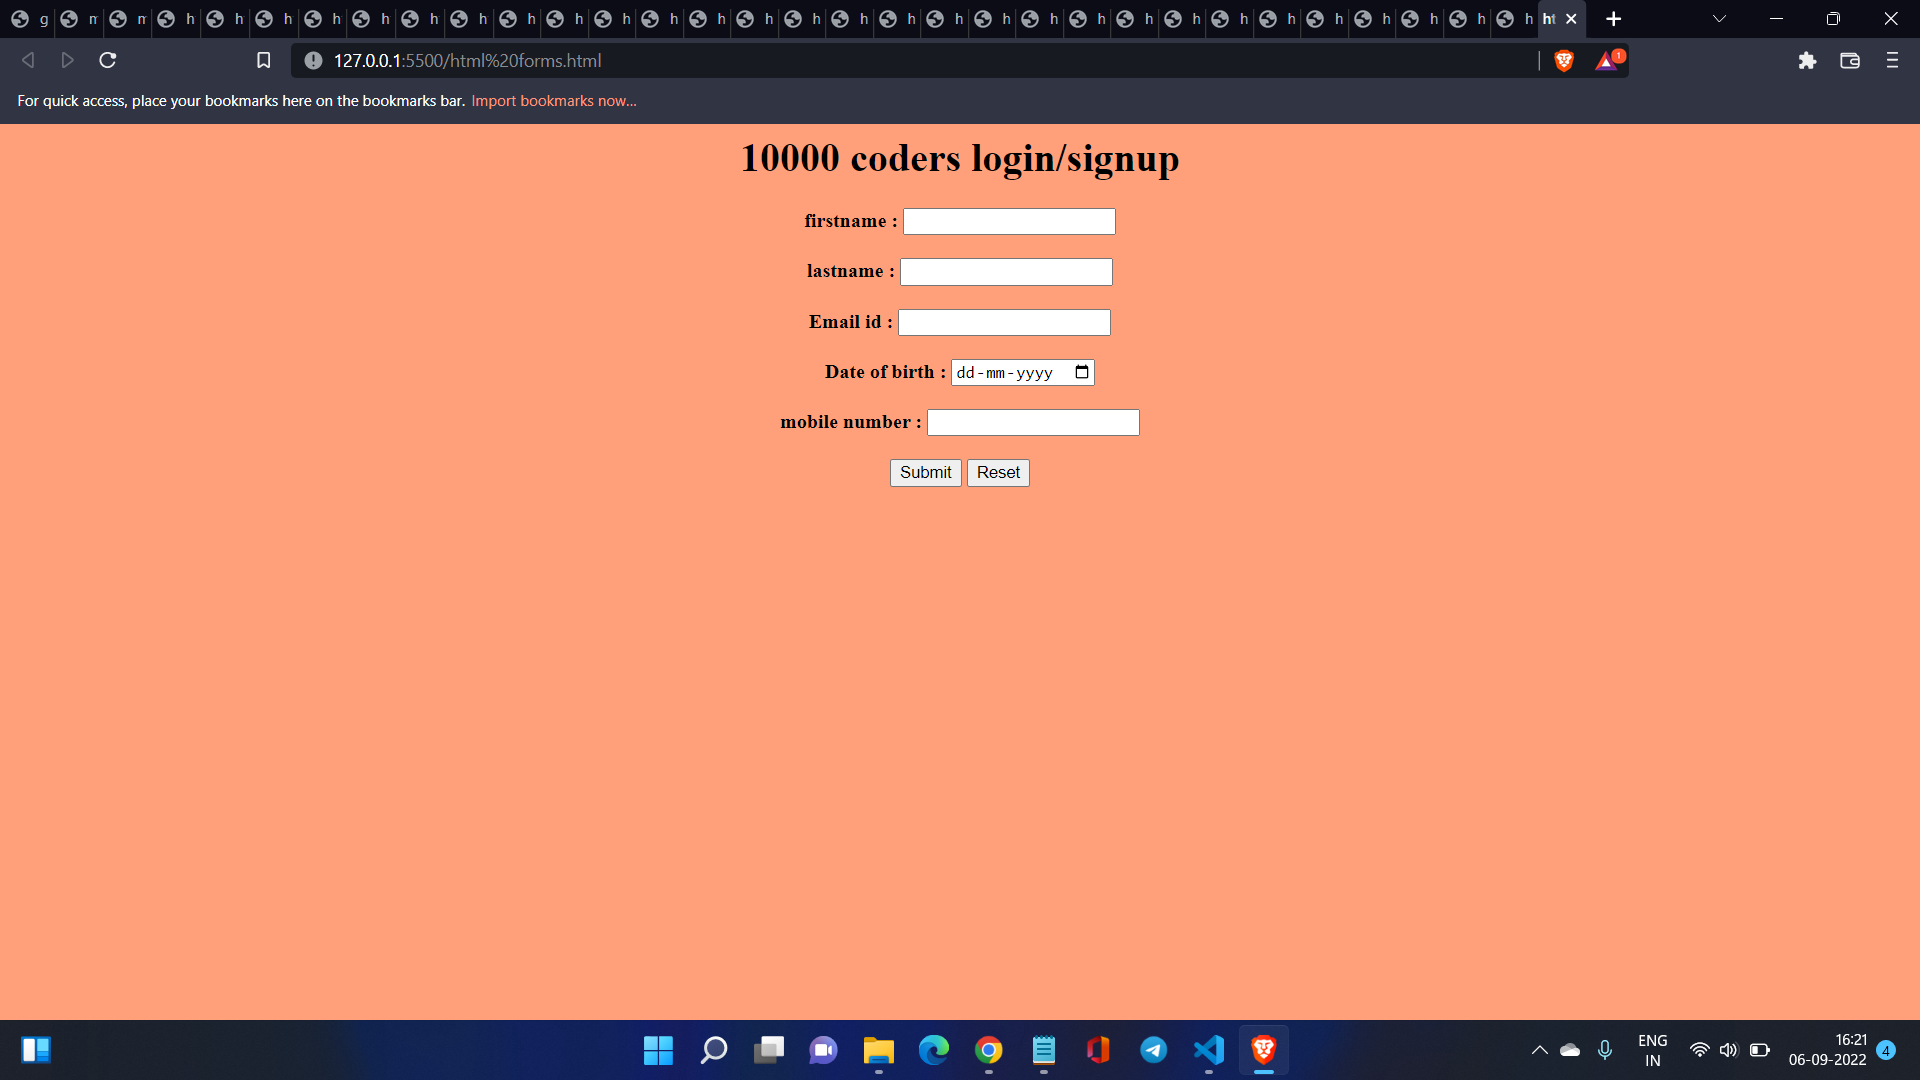 g m m h h h h h h h h h h h h h h h h h h h h h h h h h h h h h ht
127.0.0.1:5500/html%20forms.html
1
For quick access, place your bookmarks here on the bookmarks bar. Import bookmarks now...
10000 coders login/signup
firstname :
lastname :
Email id :
Date of birth : dd-mm-yyyy
mobile number :
Submit Reset
ENG
IN
16:21
06-09-2022
4